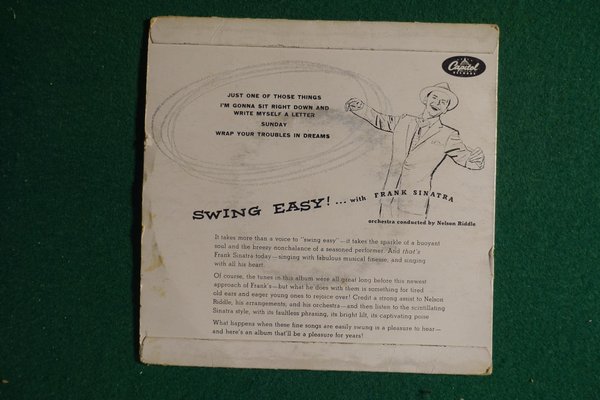 Capitol
RECORDS
JUST ONE OF THOSE THINGS
I'M GONNA SIT RIGHT DOWN AND
WRITE MYSELF A LETTER
SUNDAY
WRAP YOUR TROUBLES IN DREAMS
SWING EASY! ... with FRANK SINATRA
orchestra conducted by Nelson Riddle
It takes more than a voice to "swing easy"—it takes the sparkle of a buoyant
soul and the breezy nonchalance of a seasoned performer. And that's
Frank Sinatra today—singing with fabulous musical finesse, and singing
with all his heart.
Of course, the tunes in this album were all great long before this newest
approach of Frank's—but what he does with them is something for tired
old ears and eager young ones to rejoice over! Credit a strong assist to Nelson
Riddle, his arrangements, and his orchestra—and then listen to the scintillating
Sinatra style, with its faultless phrasing, its bright lilt, its captivating poise
What happens when these fine songs are easily swung is a pleasure to hear—
and here's an album that'll be a pleasure for years!